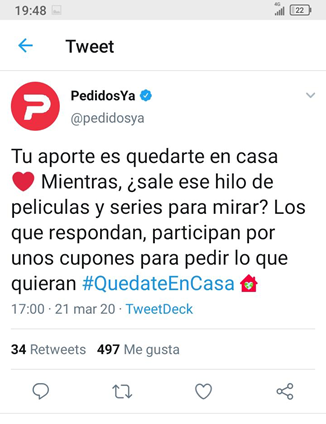 19:48
4G 22
Tweet
PedidosYa
@pedidosya
Tu aporte es quedarte en casa
❤️ Mientras, ¿sale ese hilo de
peliculas y series para mirar? Los
que respondan, participan por
unos cupones para pedir lo que
quieran #QuedateEnCasa
17:00 · 21 mar 20 · TweetDeck
34 Retweets 497 Me gusta